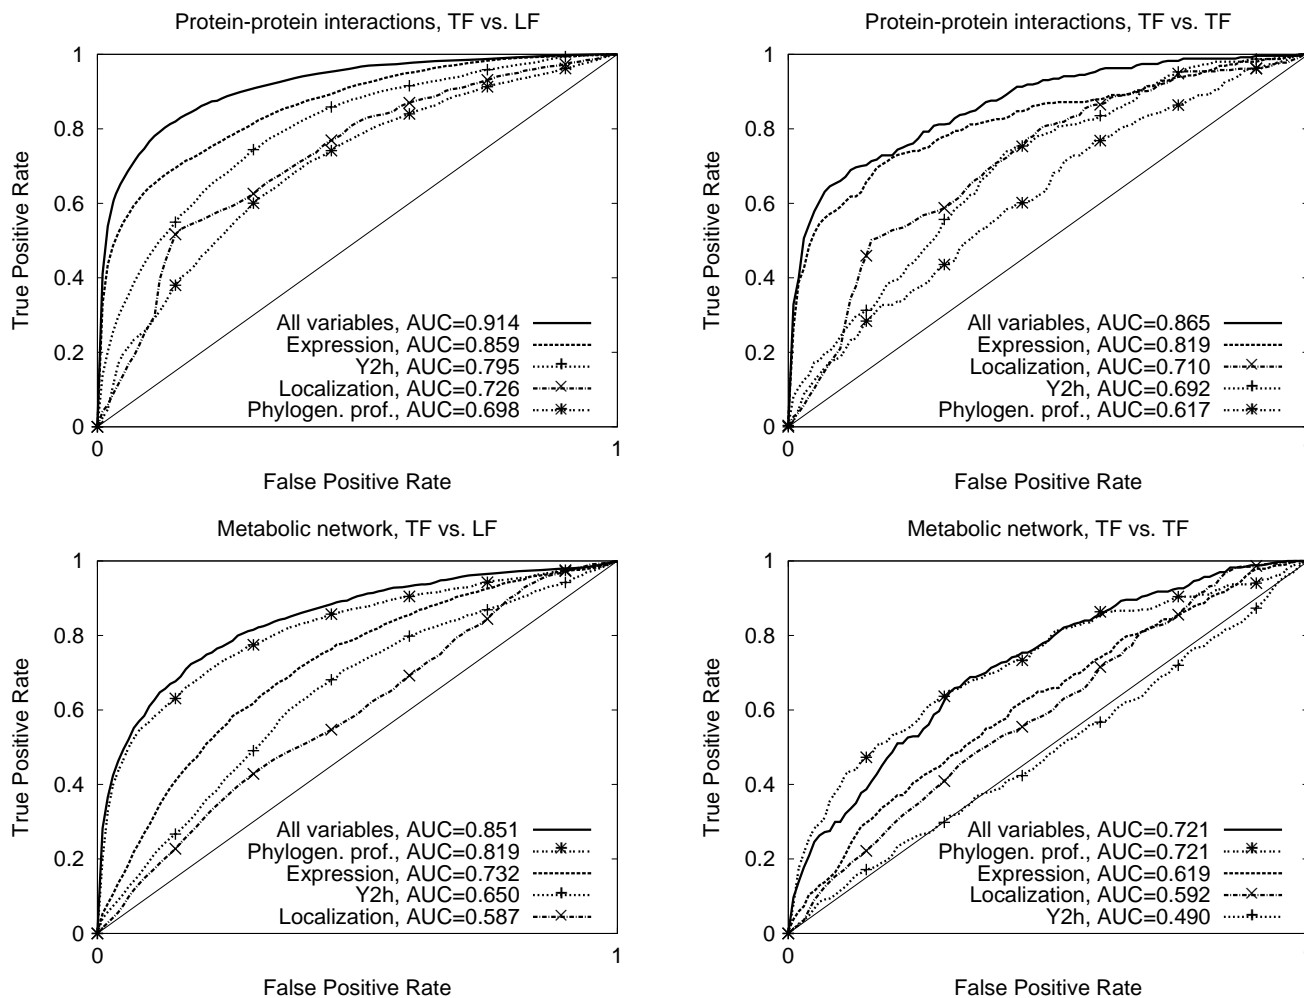 Protein-protein interactions, TF vs. LF
1
0.8
0.6
0.4
0.2
0
True Positive Rate
All variables, AUC=0.914
Expression, AUC=0.859
Y2h, AUC=0.795
Localization, AUC=0.726
Phylogen. prof., AUC=0.698
0
1
False Positive Rate
Protein-protein interactions, TF vs. TF
1
0.8
0.6
0.4
0.2
0
True Positive Rate
All variables, AUC=0.865
Expression, AUC=0.819
Localization, AUC=0.710
Y2h, AUC=0.692
Phylogen. prof., AUC=0.617
0
False Positive Rate
Metabolic network, TF vs. LF
1
0.8
0.6
0.4
0.2
0
True Positive Rate
All variables, AUC=0.851
Phylogen. prof., AUC=0.819
Expression, AUC=0.732
Y2h, AUC=0.650
Localization, AUC=0.587
0
1
False Positive Rate
Metabolic network, TF vs. TF
1
0.8
0.6
0.4
0.2
0
True Positive Rate
All variables, AUC=0.721
Phylogen. prof., AUC=0.721
Expression, AUC=0.619
Localization, AUC=0.592
Y2h, AUC=0.490
0
False Positive Rate